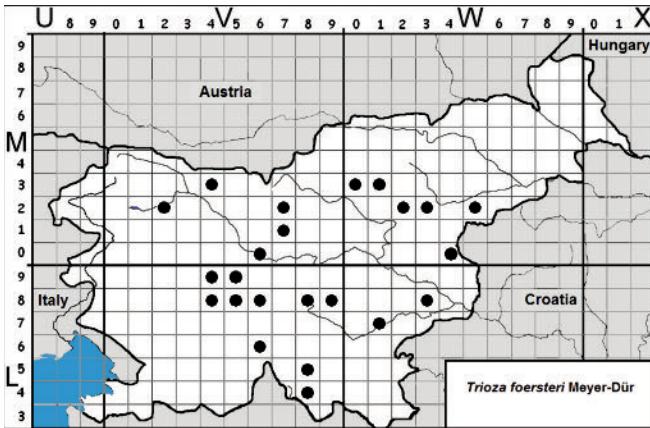 U V W X
8 9 0 1 2 3 4 5 6 7 8 9 0 1 2 3 4 5 6 7 8 9 0 1
9
Hungary
8
Austria
7
6
M
5
4
3
2
1
0
9
Italy
8
Croatia
7
6
L
5
Trioza foersteri Meyer-Dür
4
3